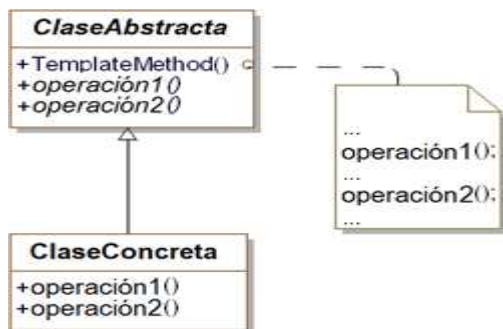 ClaseAbstracta
+TemplateMethod()
+operación1()
+operación2()
...
operación1();
...
operación2();
...
ClaseConcreta
+operación1()
+operación2()